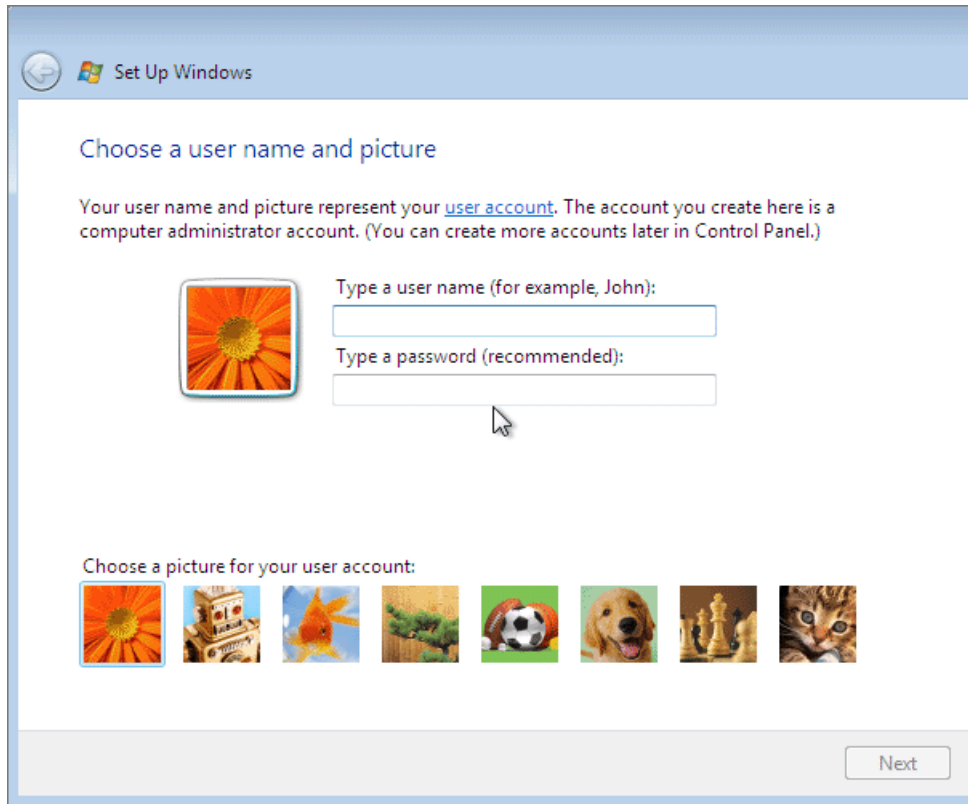 Set Up Windows
Choose a user name and picture
Your user name and picture represent your user account. The account you create here is a
computer administrator account. (You can create more accounts later in Control Panel.)
Type a user name (for example, John):
Type a password (recommended):
Choose a picture for your user account:
Next